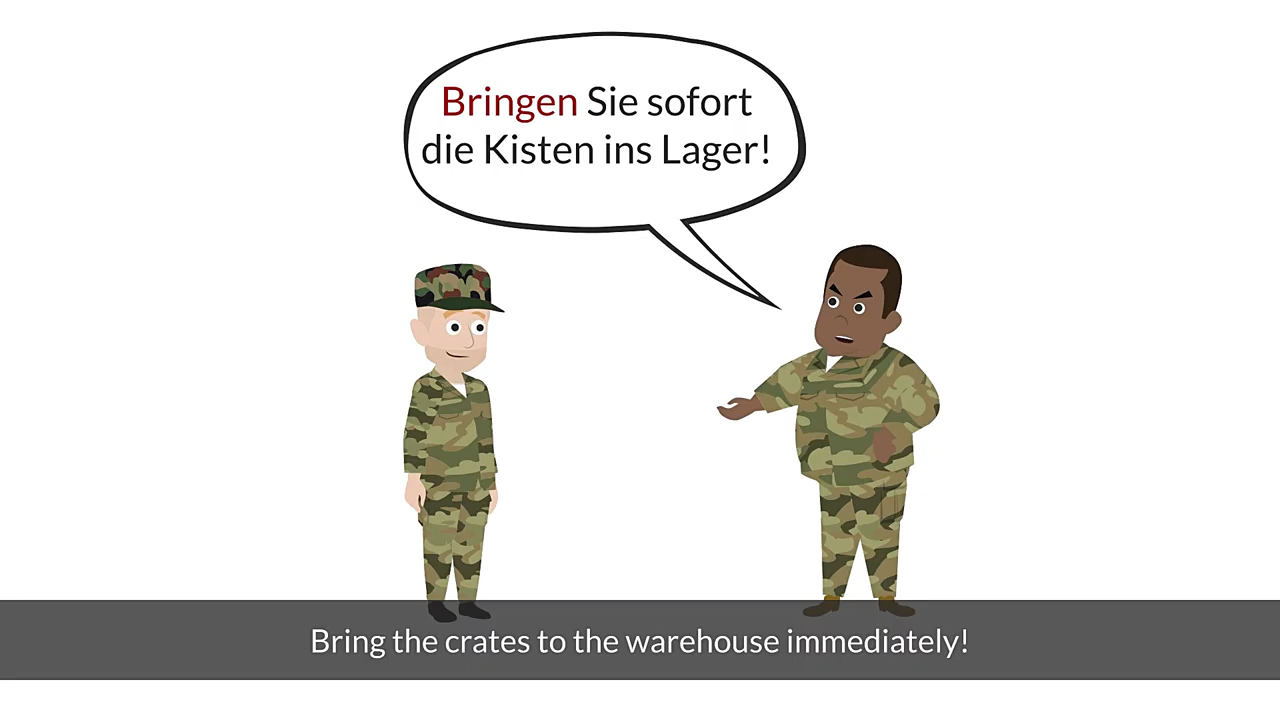 Bringen Sie sofort
die Kisten ins Lager!
Bring the crates to the warehouse immediately!